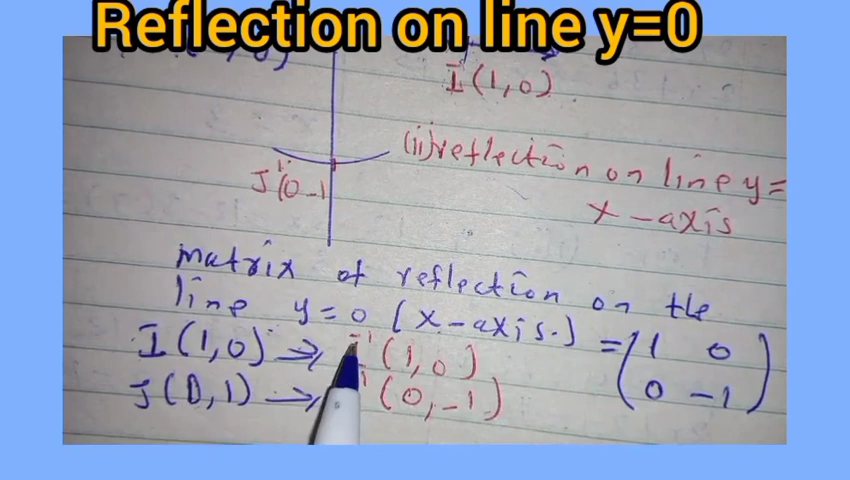 Reflection on line y=0
I(1,0)
(ii) reflection on line y=
x-axis
J'(0-1
matrix of reflection on the
line y=0 (x-axis.)
I(1,0) → I'(1,0) = (1 0
J(0,1) → '(0,-1) 0 -1)